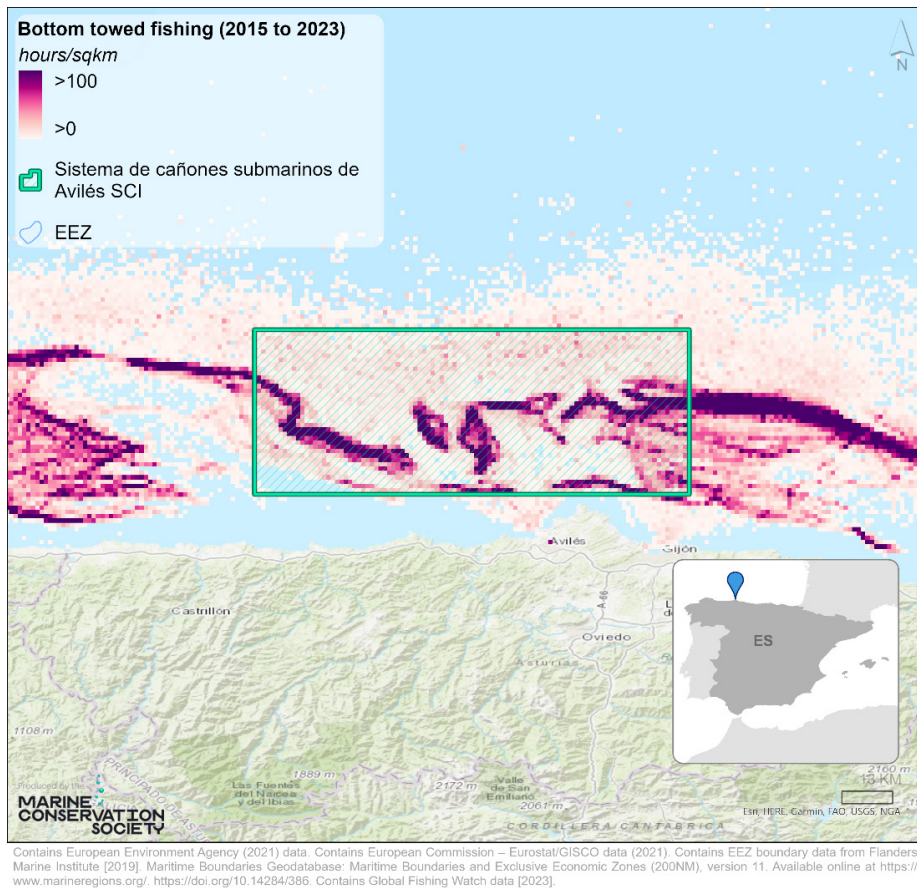 Bottom towed fishing (2015 to 2023)
hours/sqkm
>100
>0
Sistema de cañones submarinos de
Avilés SCI
EEZ
N
Avilés
Gijón
Castrillón
A-66
Oviedo
Asturias
ES
1108 m
PRINCIPADO DE AS
Las Fuentes
del Narcea
y del Ibias
1889 m
2172 m
Valle
de San
Emiliano
2061 m
CORDILLERA CANTÁBRICA
2160 m
13 KM
Esri, HERE, Garmin, FAO, USGS, NGA
Produced by the
MARINE
CONSERVATION
SOCIETY
Contains European Environment Agency (2021) data. Contains European Commission – Eurostat/GISCO data (2021). Contains EEZ boundary data from Flanders
Marine Institute [2019]. Maritime Boundaries Geodatabase: Maritime Boundaries and Exclusive Economic Zones (200NM), version 11. Available online at https://
www.marineregions.org/. https://doi.org/10.14284/386. Contains Global Fishing Watch data [2023].